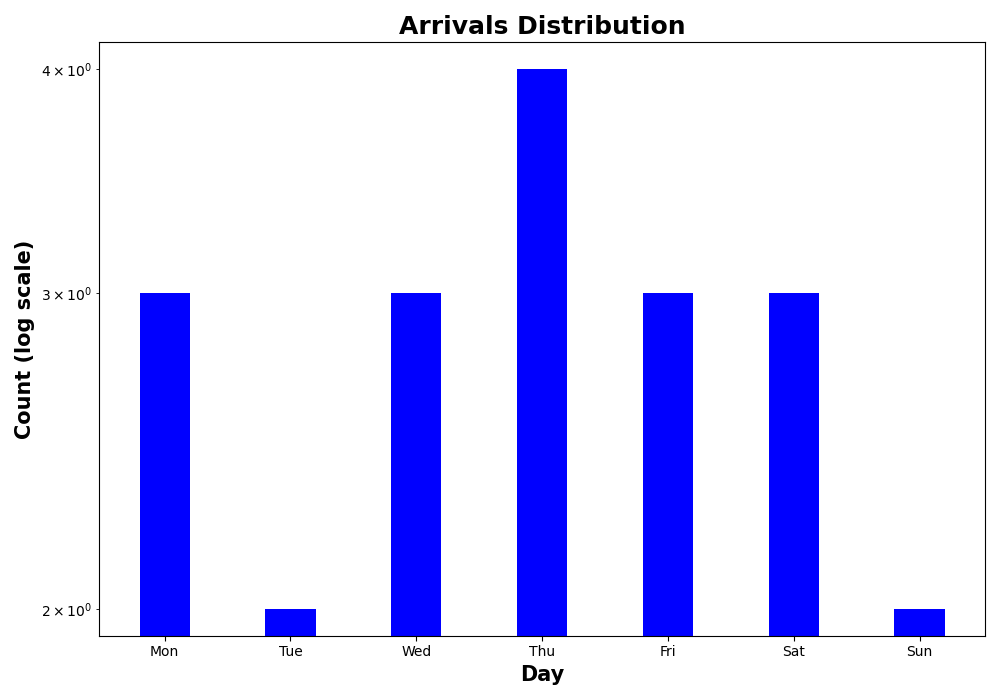 Arrivals Distribution
4 × 10⁰
3 × 10⁰
2 × 10⁰
Count (log scale)
Mon Tue Wed Thu Fri Sat Sun
Day